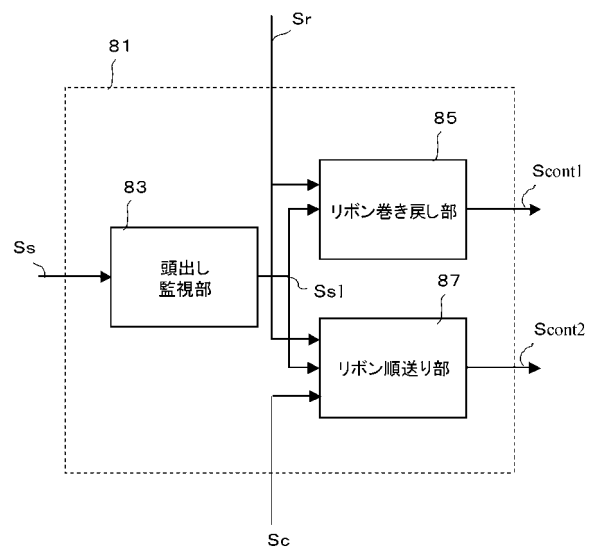 Sr
81
85
リボン巻き戻し部
Scont1
83
Ss
頭出し
監視部
Ss1
87
リボン順送り部
Scont2
Sc